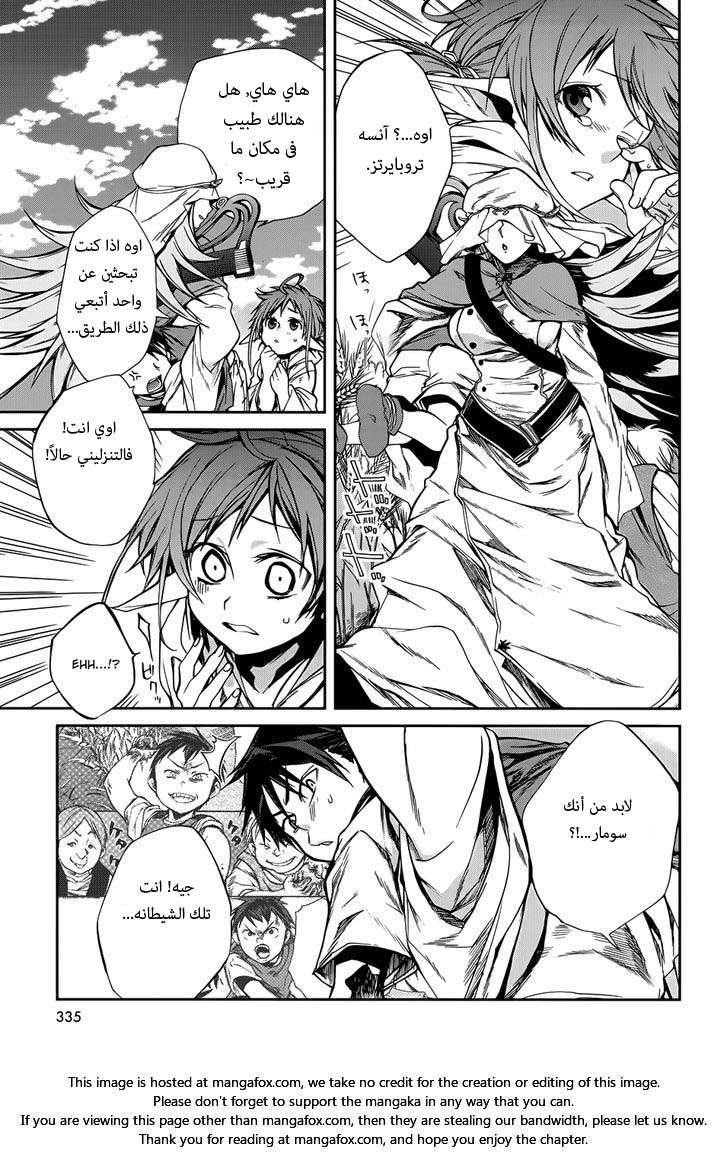 اوه...؟ آنسه
تروبايرتز.
ほっ
ほっ
هاي هاي, هل
هنالك طبيب
فى مكان ما
قريب~؟
اوه اذا كنت
تبحثين عن
واحد أتبعي
ذلك الطريق...
اوي انت!
فالتنزليني حالاً!
EHH...!?
لابد من أنك
سومار...!؟
جيه! انت
تلك الشيطانه...
335
This image is hosted at mangafox.com, we take no credit for the creation or editing of this image.
Please don't forget to support the mangaka in any way that you can.
If you are viewing this page other than mangafox.com, then they are stealing our bandwidth, please let us know.
Thank you for reading at mangafox.com, and hope you enjoy the chapter.